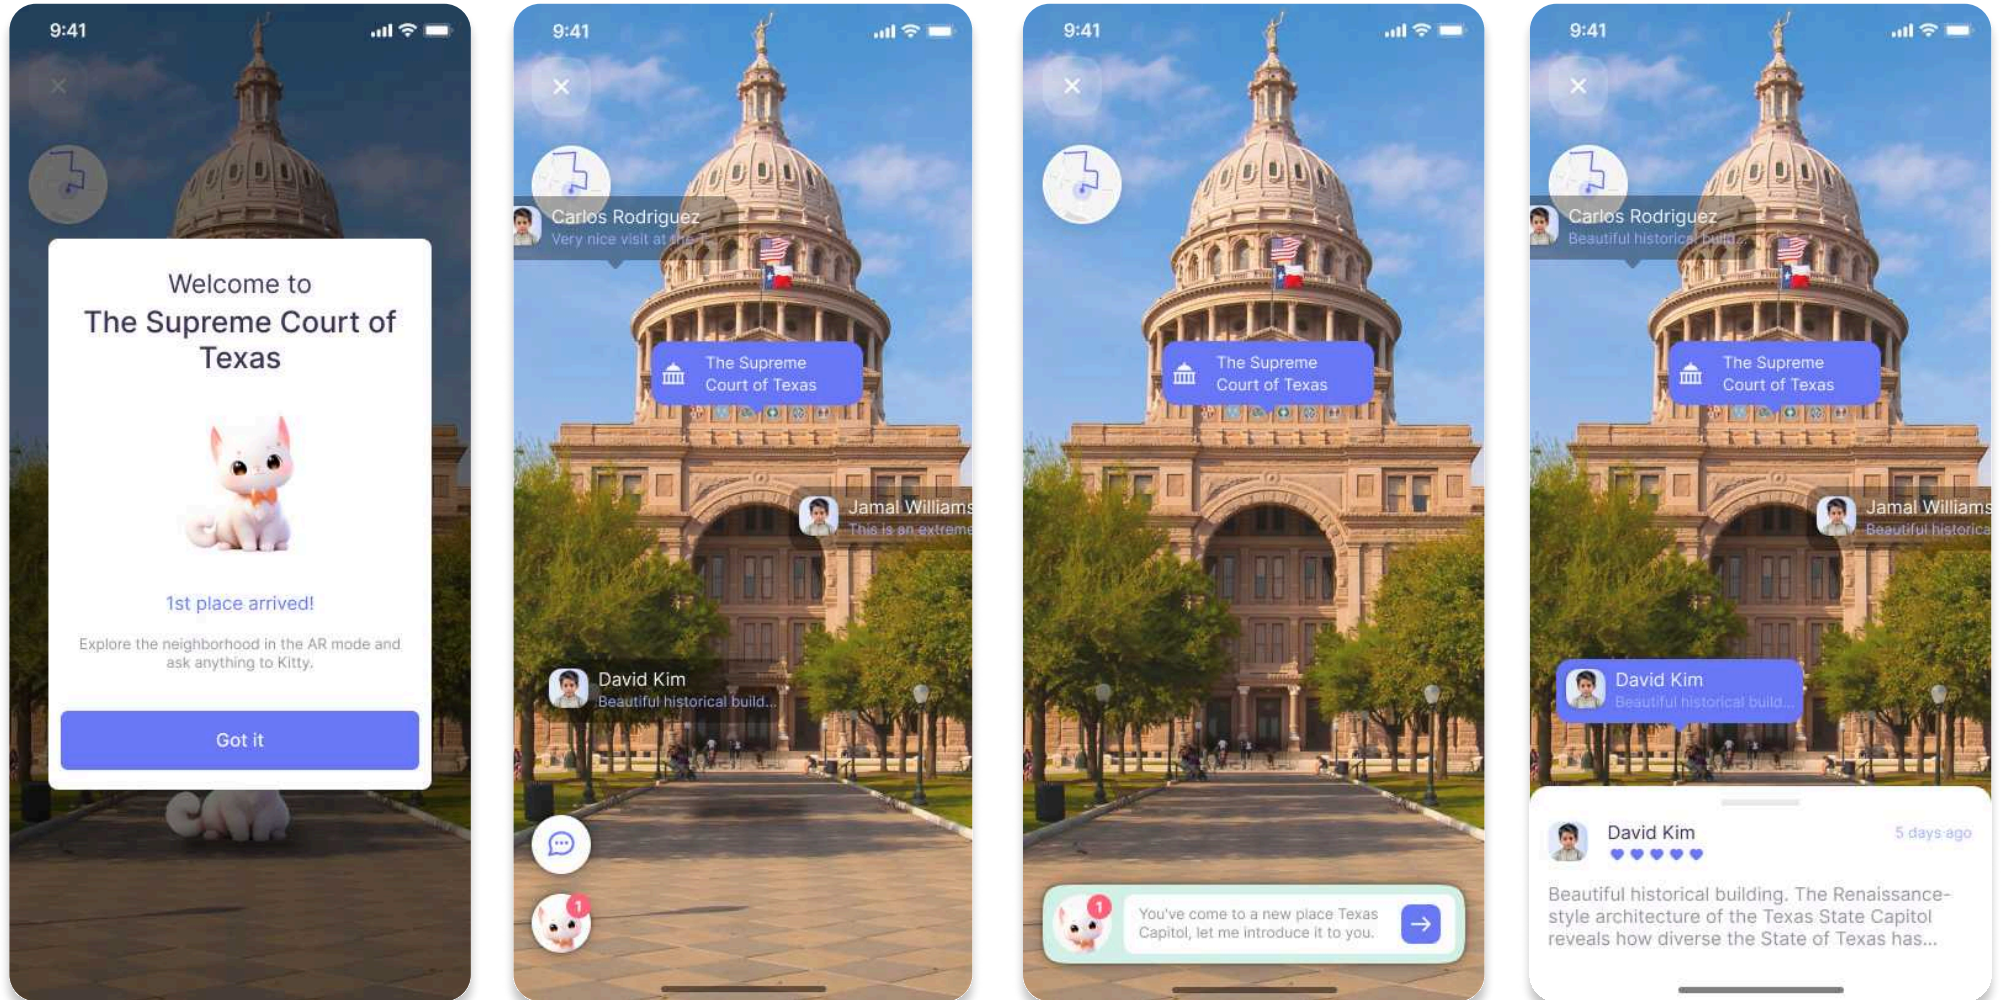 9:41
Welcome to
The Supreme Court of
Texas
1st place arrived!
Explore the neighborhood in the AR mode and
ask anything to Kitty.
Got it
9:41
Carlos Rodriguez
Very nice visit at the T...
The Supreme
Court of Texas
Jamal Williams
This is an extreme
David Kim
Beautiful historical build...
1
9:41
The Supreme
Court of Texas
1
You've come to a new place Texas
Capitol, let me introduce it to you.
9:41
Carlos Rodriguez
Beautiful historical build...
The Supreme
Court of Texas
Jamal Williams
Beautiful historica
David Kim
Beautiful historical build...
David Kim
5 days ago
Beautiful historical building. The Renaissance-
style architecture of the Texas State Capitol
reveals how diverse the State of Texas has...